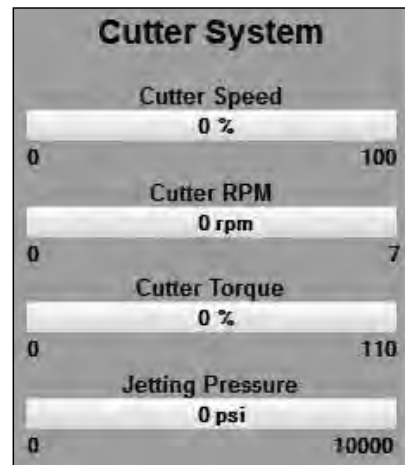 Cutter System
Cutter Speed
0 %
0 100
Cutter RPM
0 rpm
0 7
Cutter Torque
0 %
0 110
Jetting Pressure
0 psi
0 10000